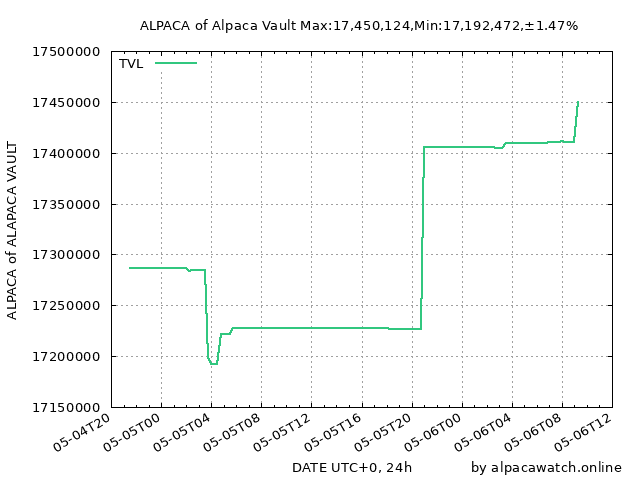 ALPACA of Alpaca Vault Max:17,450,124,Min:17,192,472,±1.47%
TVL
17500000
17450000
17400000
17350000
17300000
17250000
17200000
17150000
ALPACA of ALAPACA VAULT
05-04T20
05-05T00
05-05T04
05-05T08
05-05T12
05-05T16
05-05T20
05-06T00
05-06T04
05-06T08
05-06T12
DATE UTC+0, 24h
by alpacawatch.online